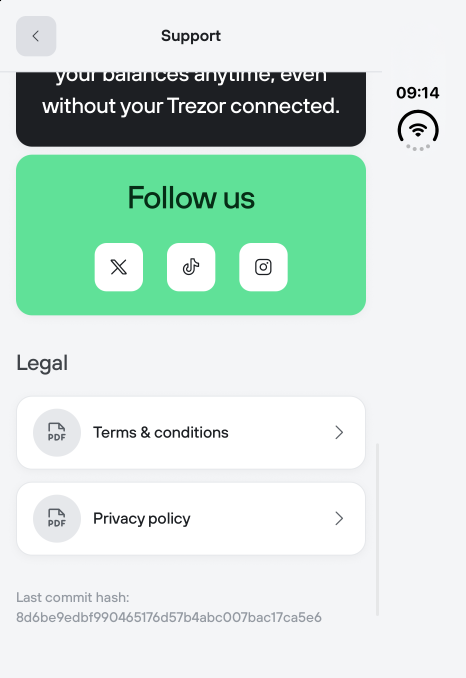 Support
09:14
your balances anytime, even
without your Trezor connected.
Follow us
Legal
PDF
Terms & conditions
PDF
Privacy policy
Last commit hash:
8d6be9edbf990465176d57b4abc007bac17ca5e6